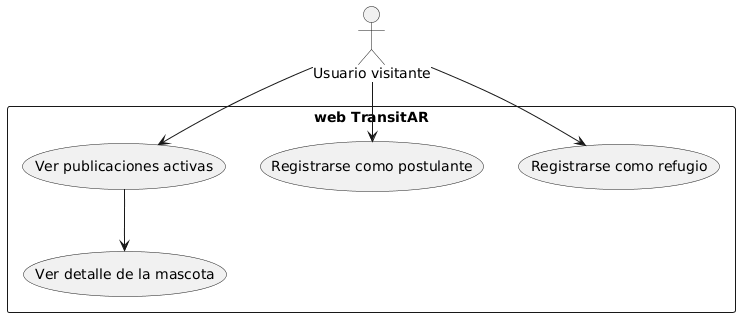 Usuario visitante
web TransitAR
Ver publicaciones activas
Registrarse como postulante
Registrarse como refugio
Ver detalle de la mascota